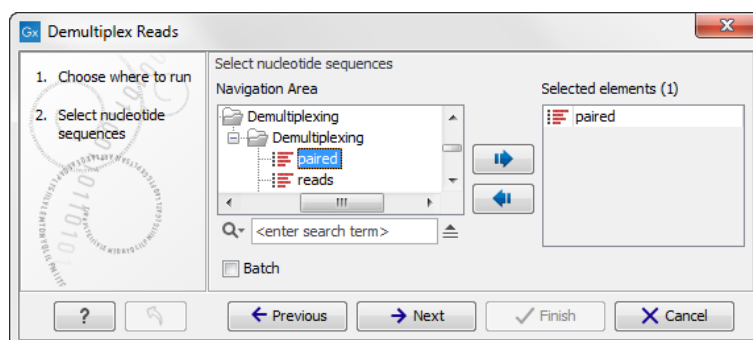 Gx Demultiplex Reads
1. Choose where to run
2. Select nucleotide
sequences
Select nucleotide sequences
Navigation Area
Demultiplexing
Demultiplexing
paired
reads
<enter search term>
Batch
Selected elements (1)
paired
?
Previous
Next
Finish
Cancel